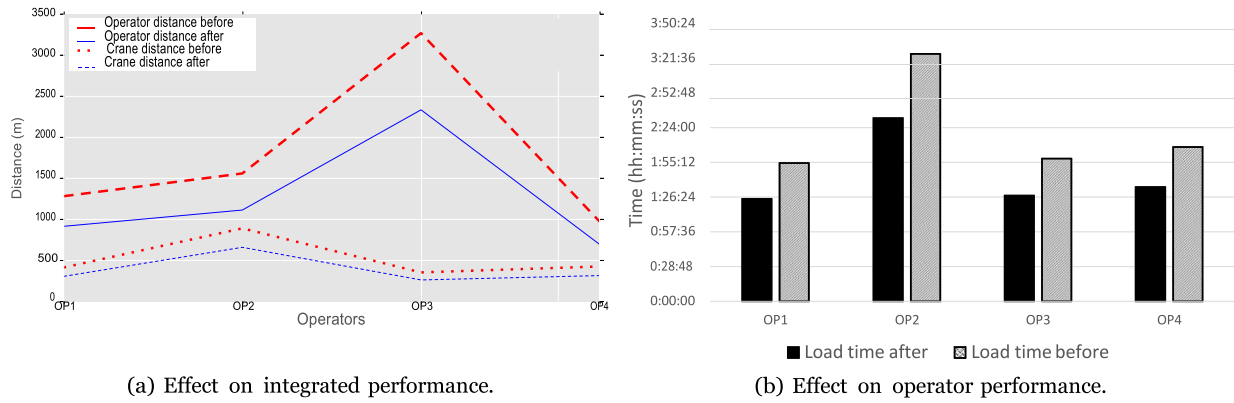 3500
3000
2500
2000
1500
1000
500
0
Distance (m)
Operator distance before
Operator distance after
Crane distance before
Crane distance after
OP1 OP2 OP3 OP4
Operators
(a) Effect on integrated performance.
3:50:24
3:21:36
2:52:48
2:24:00
1:55:12
1:26:24
0:57:36
0:28:48
0:00:00
Time (hh:mm:ss)
OP1 OP2 OP3 OP4
Load time after Load time before
(b) Effect on operator performance.